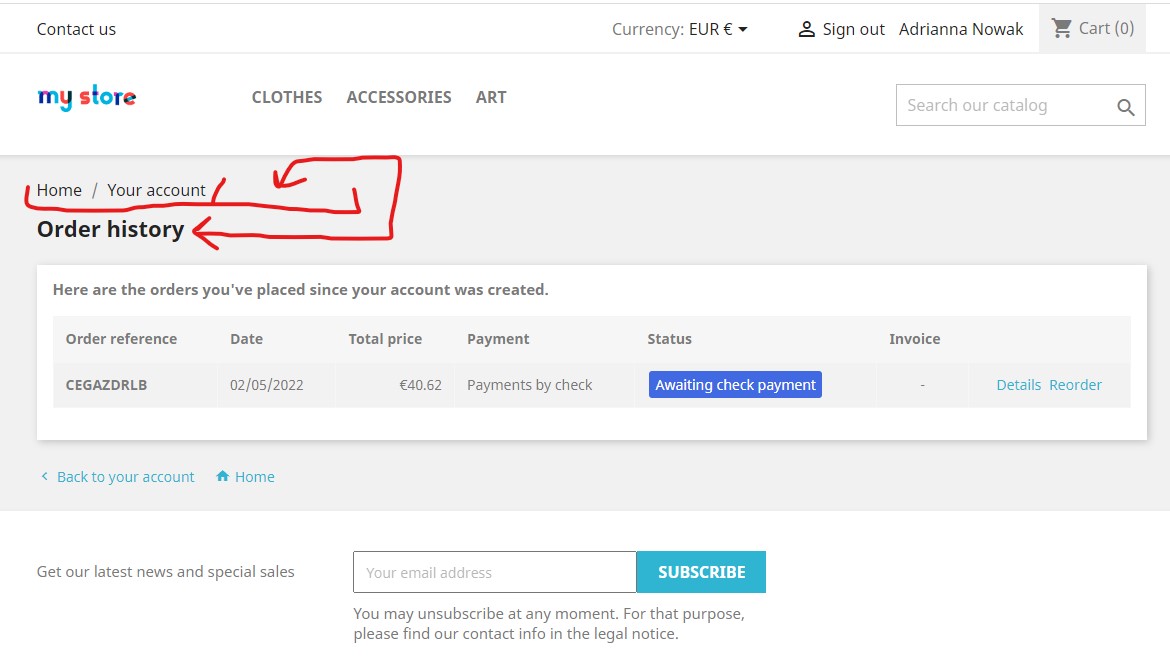 Contact us
Currency: EUR €
Sign out
Adrianna Nowak
Cart (0)
my store
CLOTHES
ACCESSORIES
ART
Search our catalog
Home / Your account
Order history
Here are the orders you've placed since your account was created.
Order reference Date Total price Payment Status Invoice
CEGAZDRLB 02/05/2022 €40.62 Payments by check Awaiting check payment - Details Reorder
Back to your account
Home
Get our latest news and special sales
Your email address
SUBSCRIBE
You may unsubscribe at any moment. For that purpose,
please find our contact info in the legal notice.